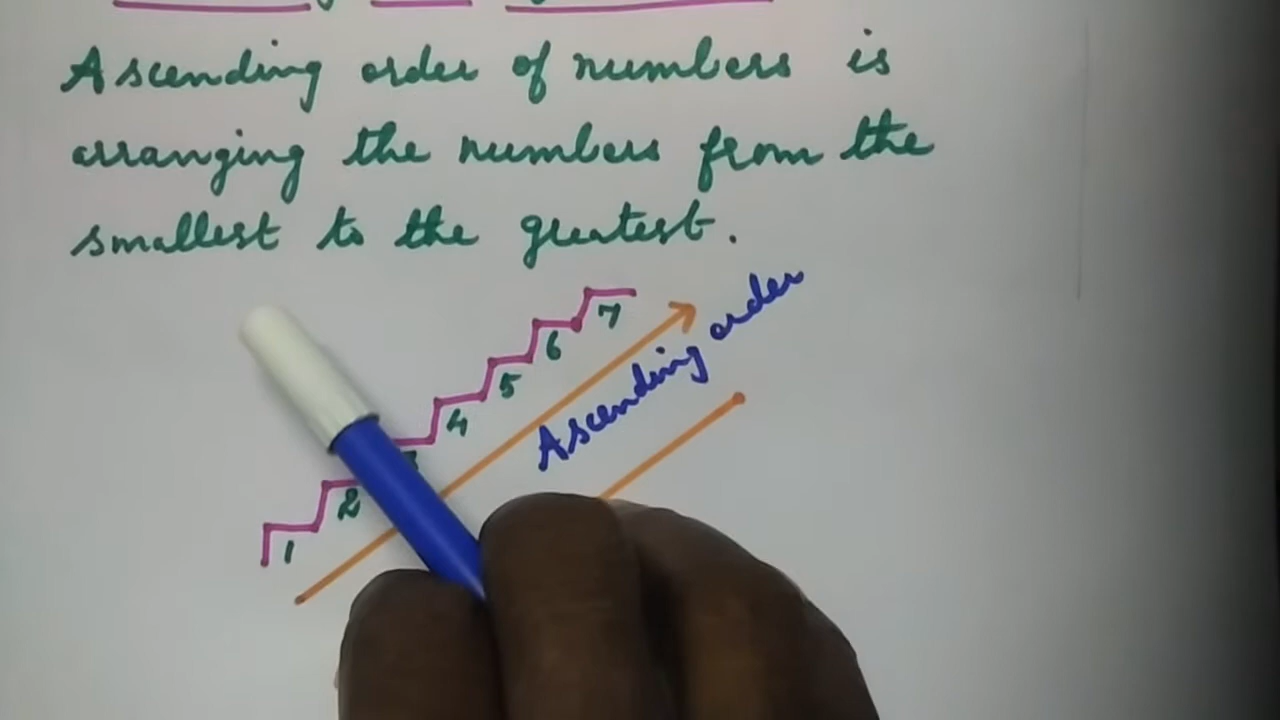 Ascending order of numbers is
arranging the numbers from the
smallest to the greatest.
7
6
5
4
2
1
Ascending order